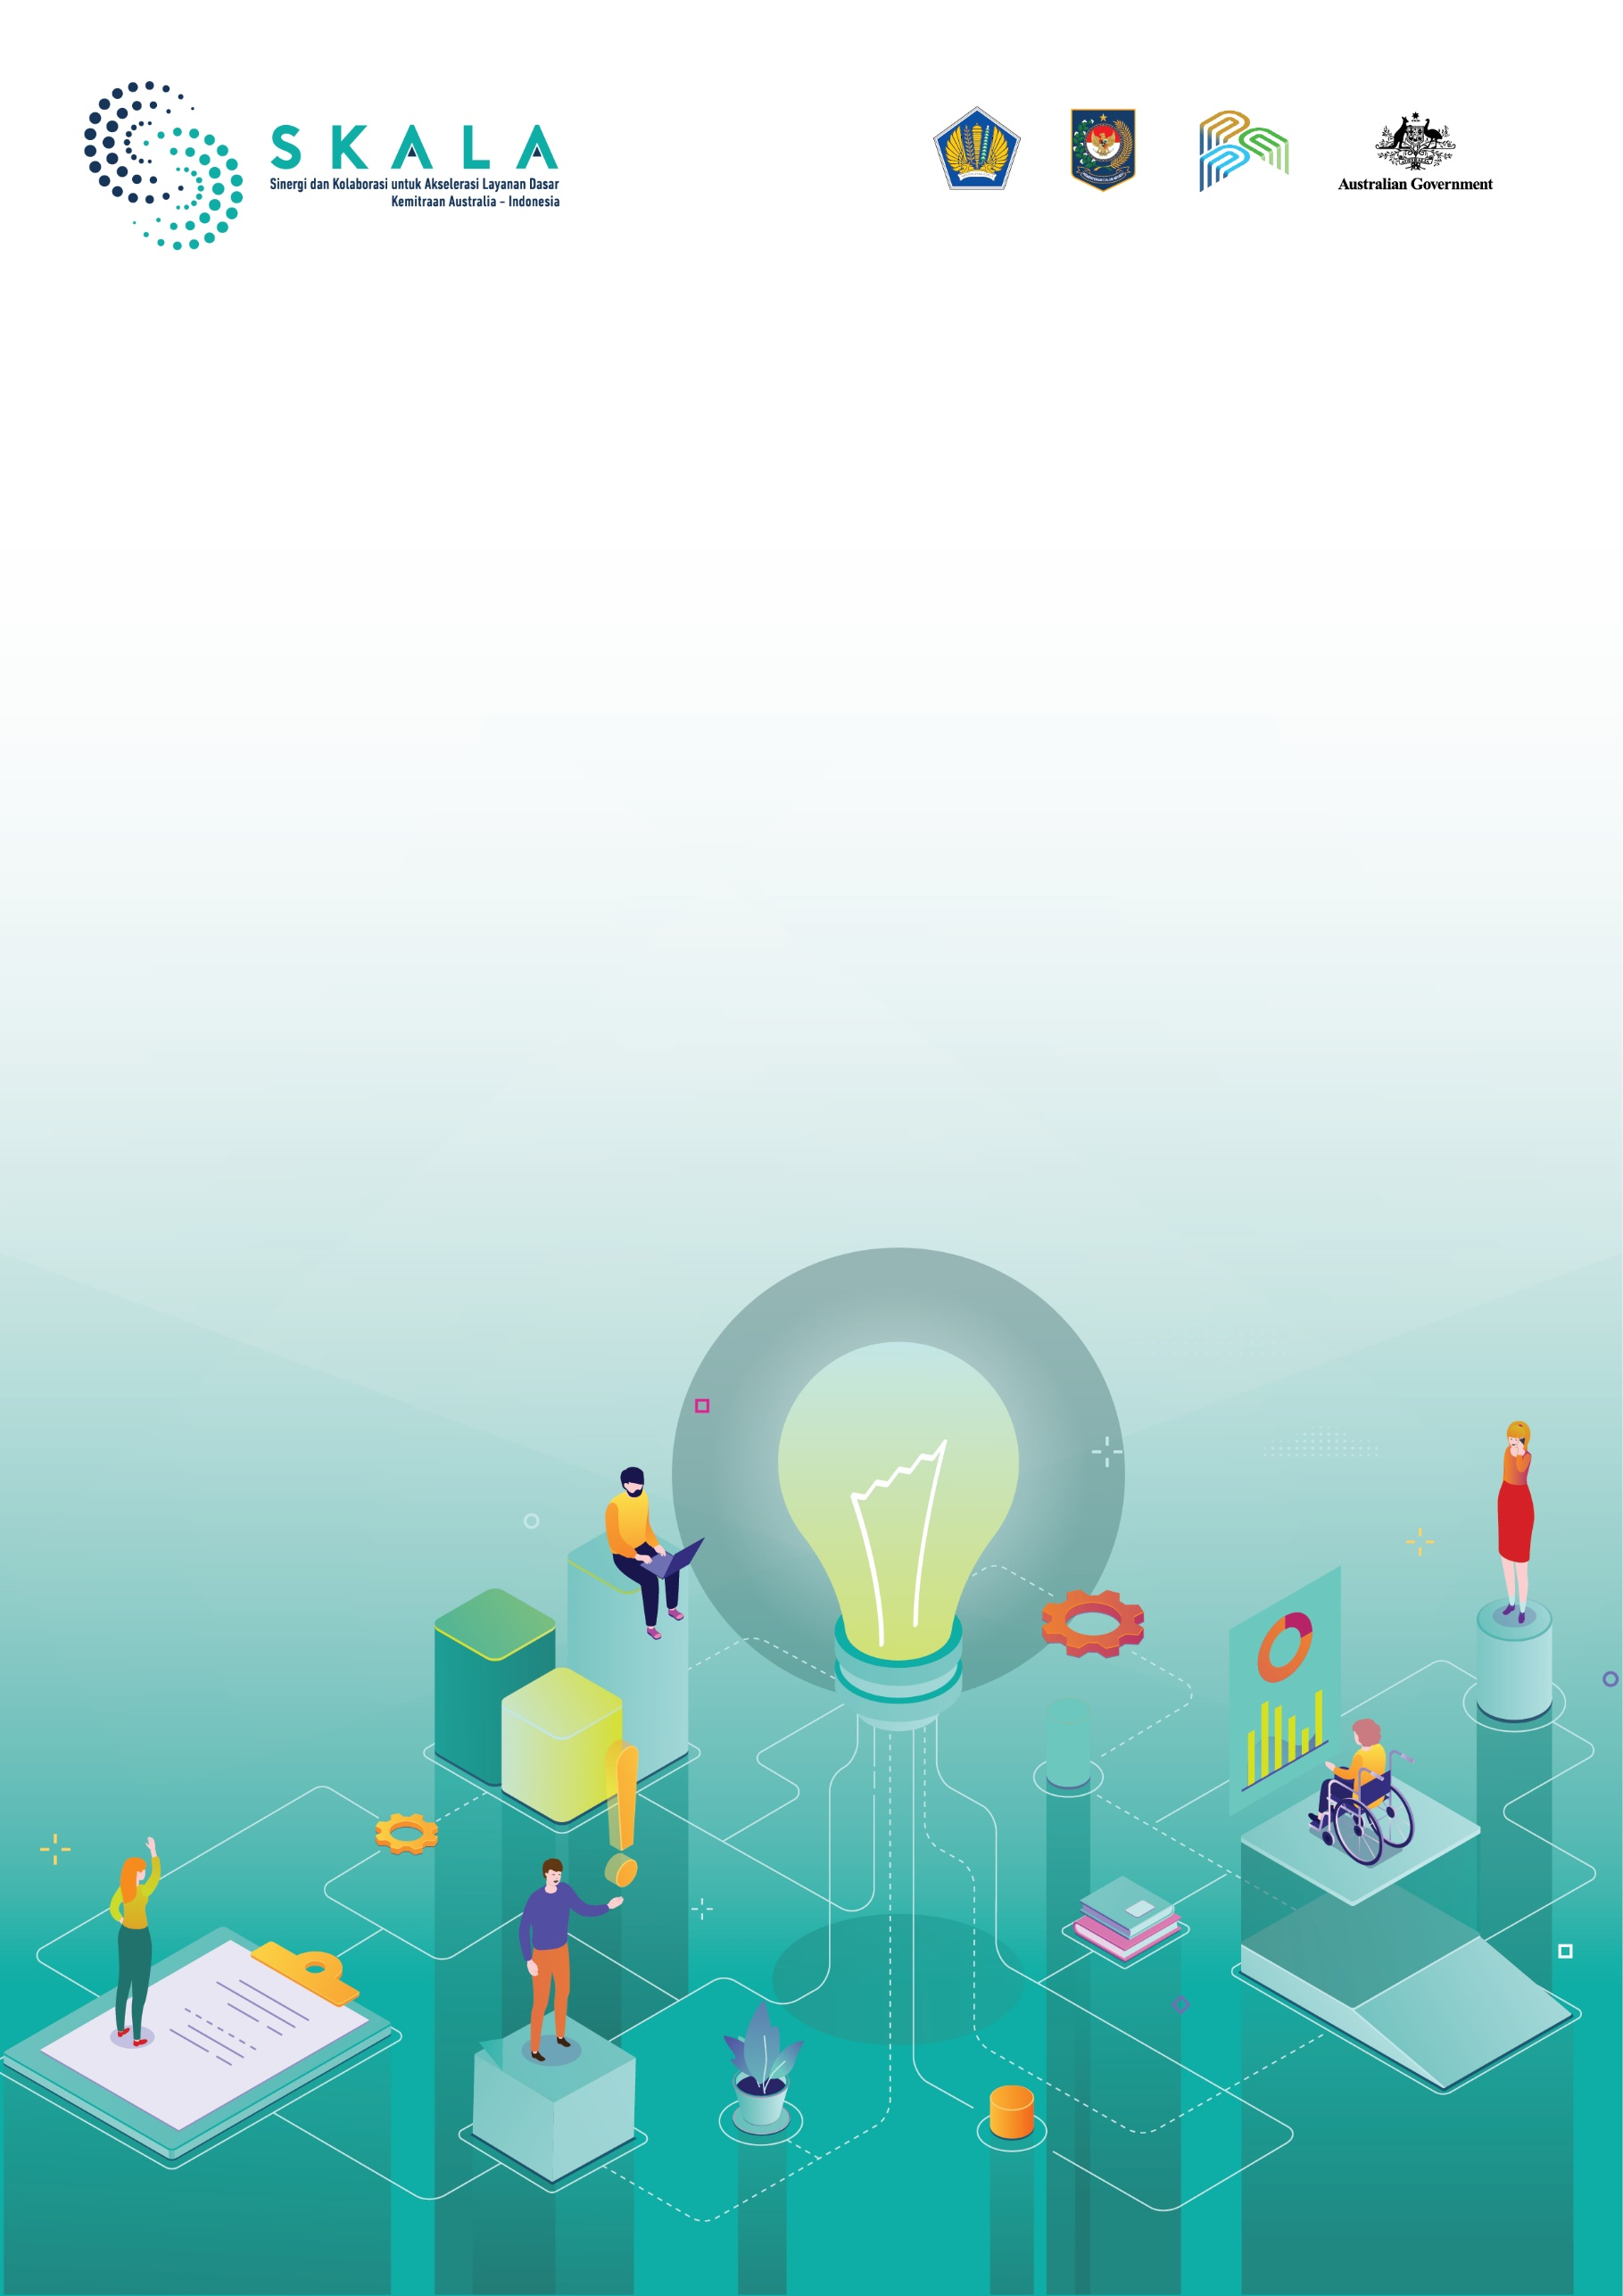 SKALA
Sinergi dan Kolaborasi untuk Akselerasi Layanan Dasar
Kemitraan Australia - Indonesia
Australian Government